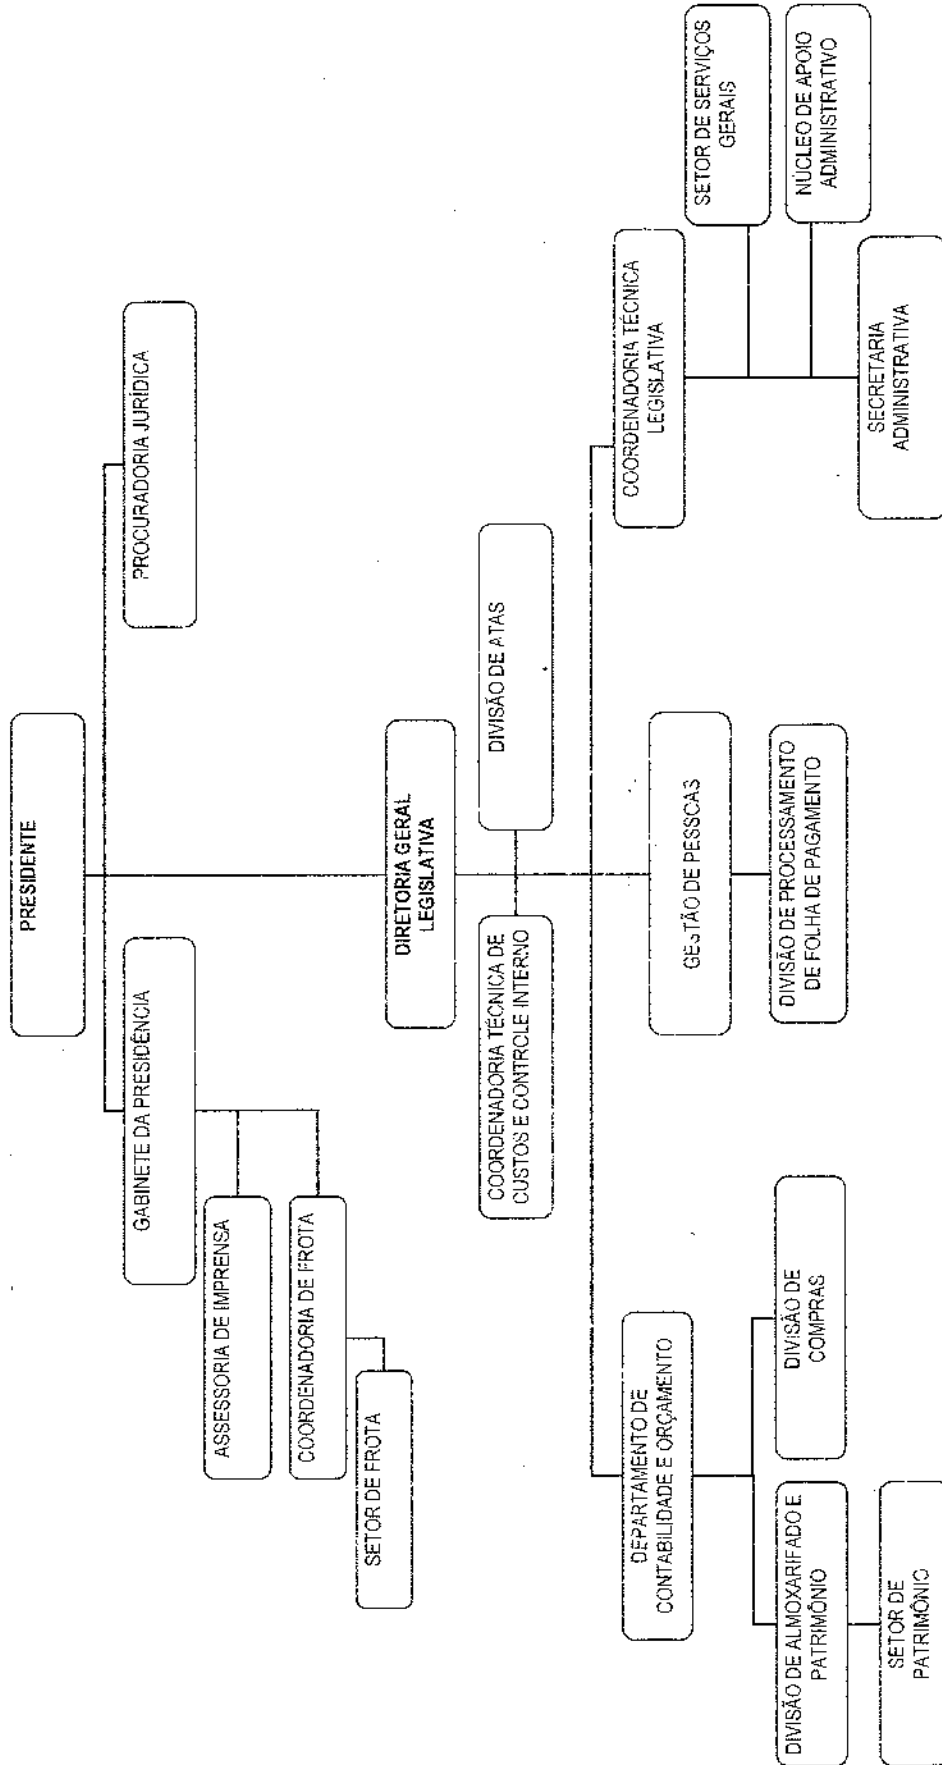 PRESIDENTE
GABINETE DA PRESIDÊNCIA
PROCURADORIA JURÍDICA
ASSESSORIA DE IMPRENSA
COORDENADORIA DE FROTA
SETOR DE FROTA
DIRETORIA GERAL
LEGISLATIVA
COORDENADORIA TÉCNICA DE
CUSTOS E CONTROLE INTERNO
DIVISÃO DE ATAS
DEPARTAMENTO DE
CONTABILIDADE E ORÇAMENTO
GESTÃO DE PESSOAS
COORDENADORIA TÉCNICA
LEGISLATIVA
DIVISÃO DE ALMOXARIFADO E
PATRIMÔNIO
DIVISÃO DE
COMPRAS
DIVISÃO DE PROCESSAMENTO
DE FOLHA DE PAGAMENTO
SETOR DE SERVIÇOS
GERAIS
NÚCLEO DE APOIO
ADMINISTRATIVO
SETOR DE
PATRIMÔNIO
SECRETARIA
ADMINISTRATIVA